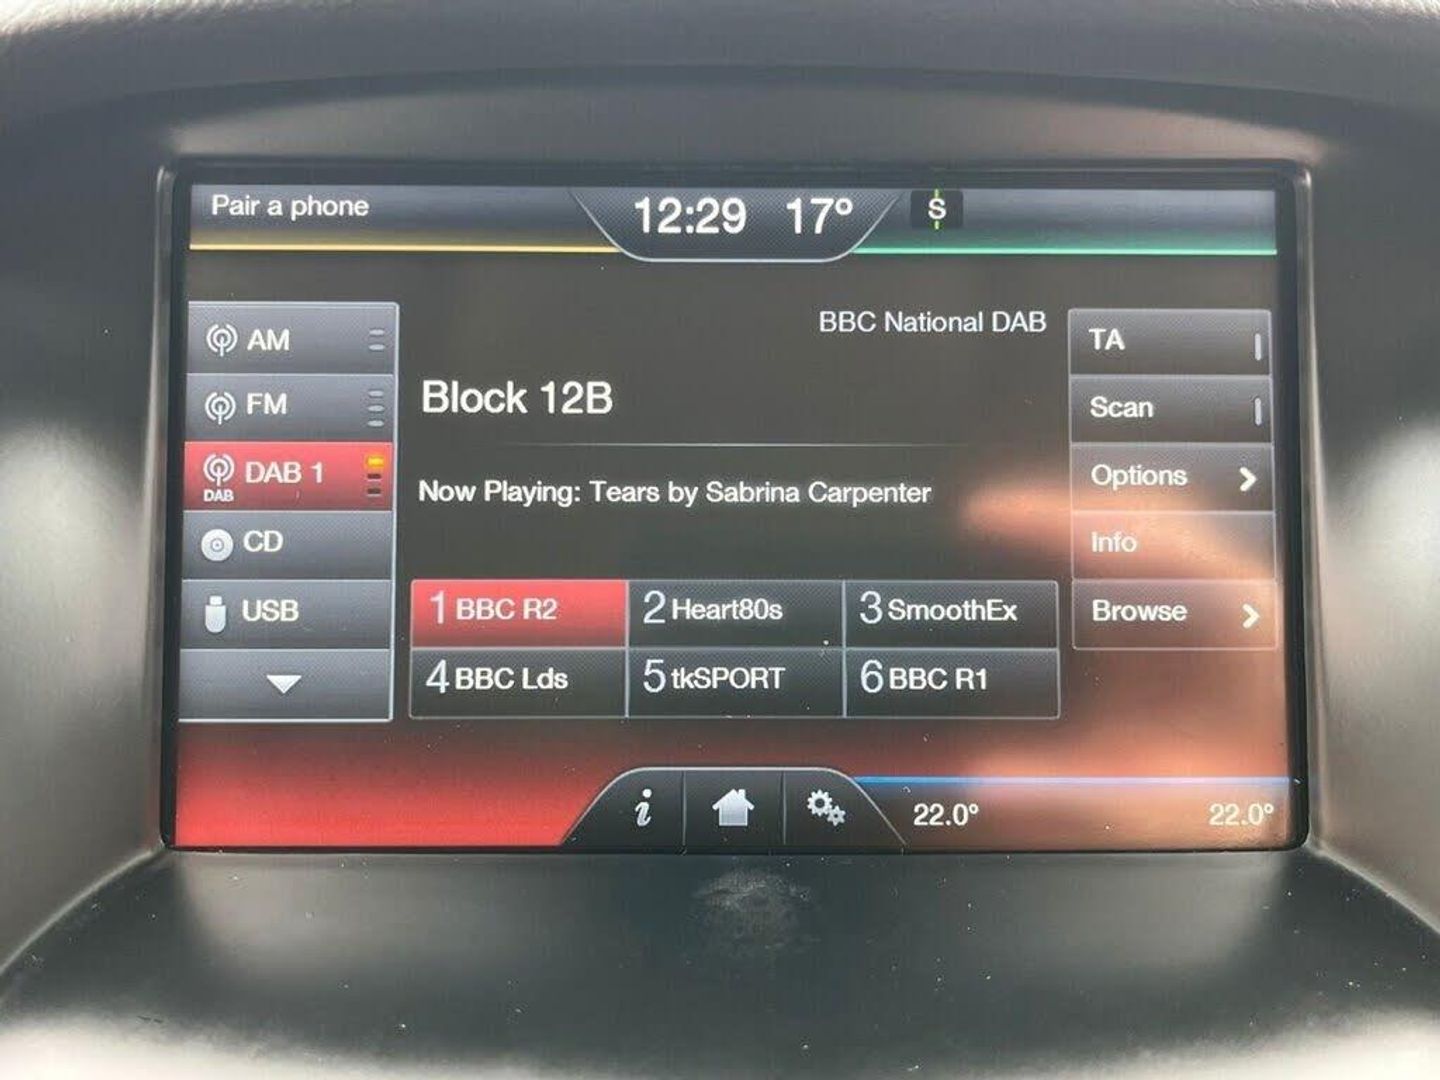 Pair a phone
12:29 17° S
BBC National DAB
AM
FM
DAB 1
DAB
CD
USB
Block 12B
Now Playing: Tears by Sabrina Carpenter
1 BBC R2
2 Heart80s
3 SmoothEx
4 BBC Lds
5 tkSPORT
6 BBC R1
TA
Scan
Options
Info
Browse
i
22.0° 22.0°